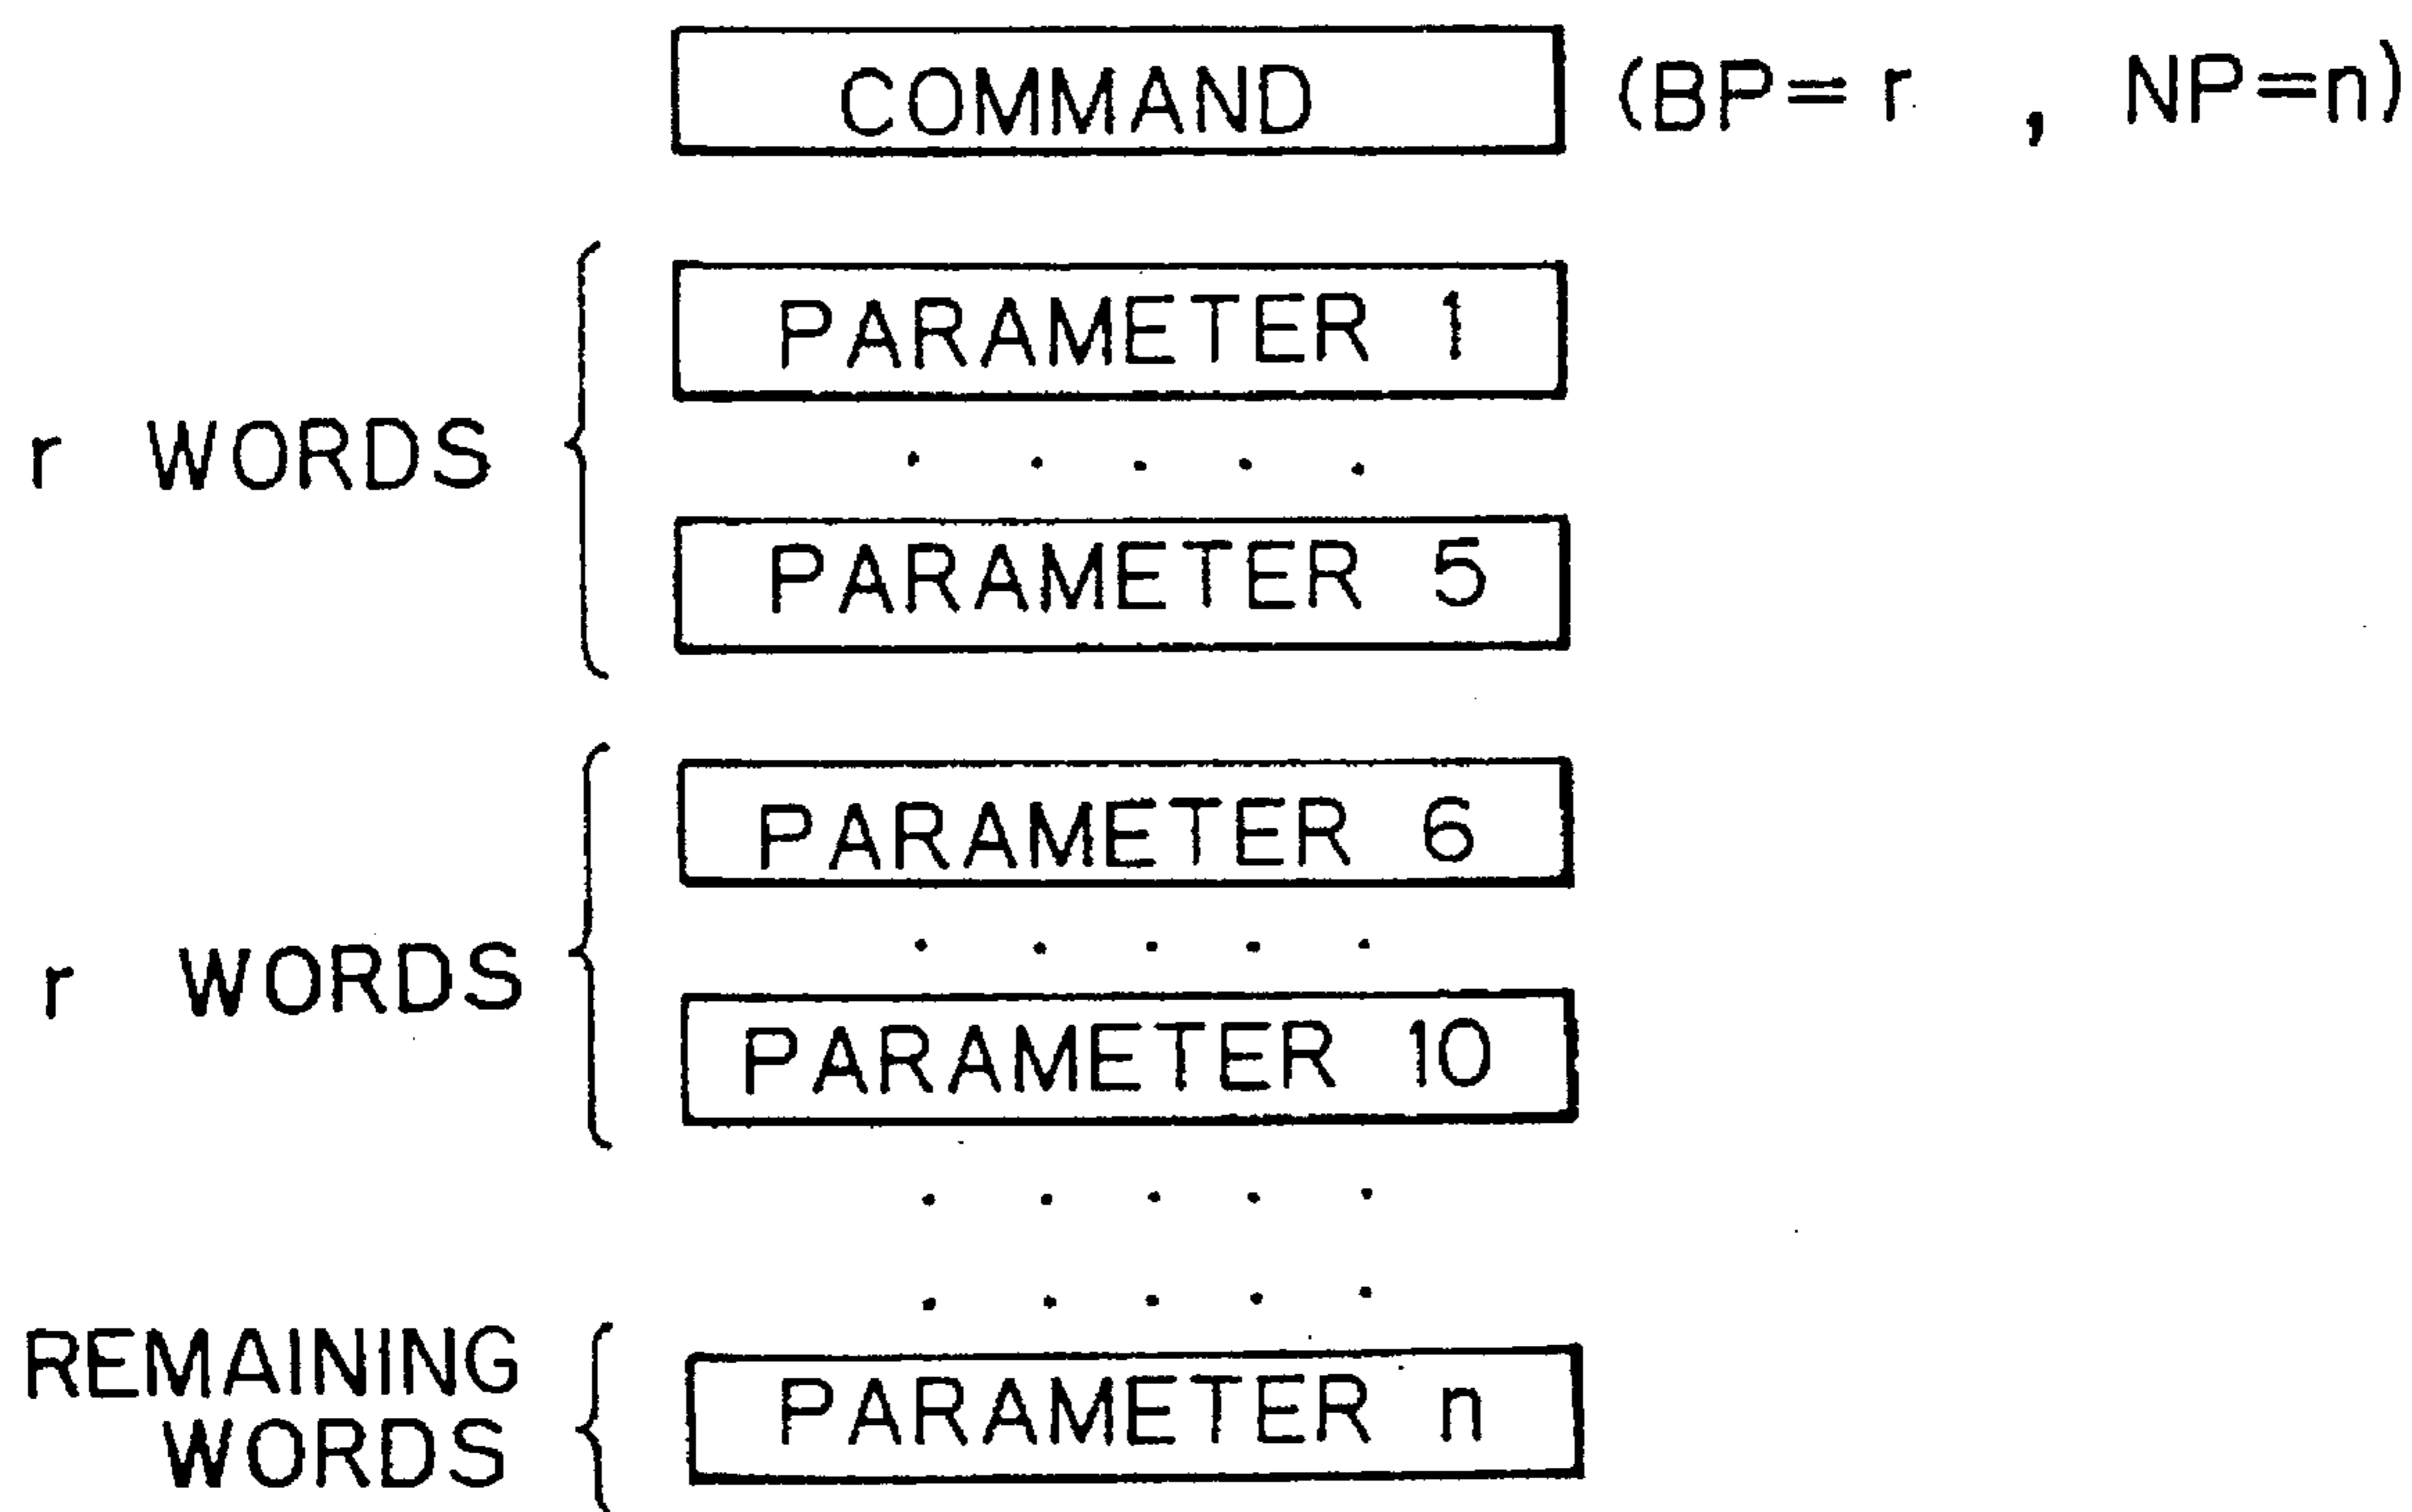 COMMAND (BP=r , NP=n)
PARAMETER 1
r WORDS
PARAMETER 5
PARAMETER 6
r WORDS
PARAMETER 10
REMAINING
WORDS
PARAMETER n